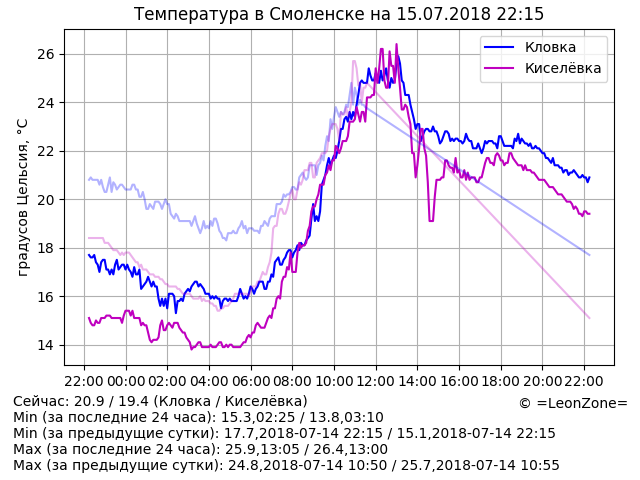 Температура в Смоленске на 15.07.2018 22:15
градусов Цельсия, °C
26
24
22
20
18
16
14
Кловка
Киселёвка
22:00 00:00 02:00 04:00 06:00 08:00 10:00 12:00 14:00 16:00 18:00 20:00 22:00
Сейчас: 20.9 / 19.4 (Кловка / Киселёвка)
© =LeonZone=
Min (за последние 24 часа): 15.3,02:25 / 13.8,03:10
Min (за предыдущие сутки): 17.7,2018-07-14 22:15 / 15.1,2018-07-14 22:15
Max (за последние 24 часа): 25.9,13:05 / 26.4,13:00
Max (за предыдущие сутки): 24.8,2018-07-14 10:50 / 25.7,2018-07-14 10:55